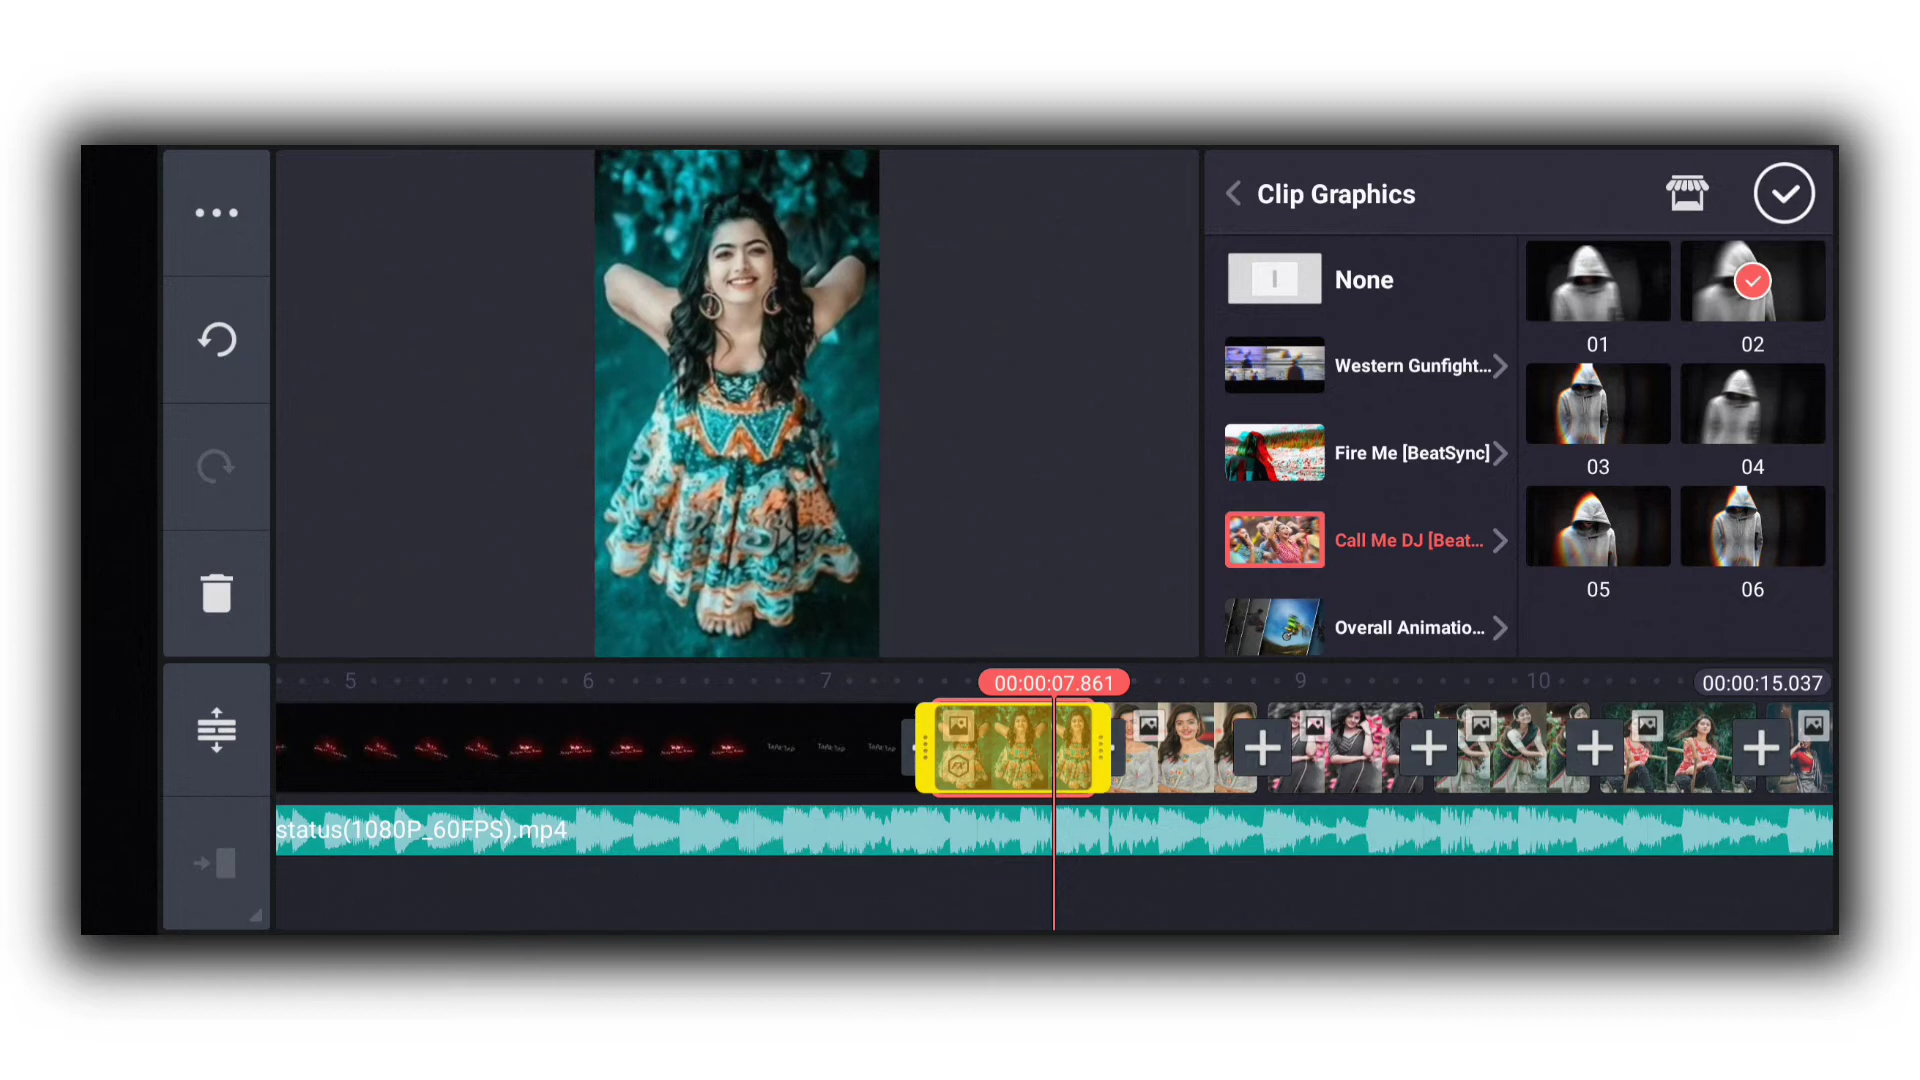 Clip Graphics
None
Western Gunfight...
Fire Me [BeatSync]
Call Me DJ [Beat...
Overall Animatio...
01
02
03
04
05
06
5
6
7
00:00:07.861
9
10
00:00:15.037
status(1080P_60FPS).mp4